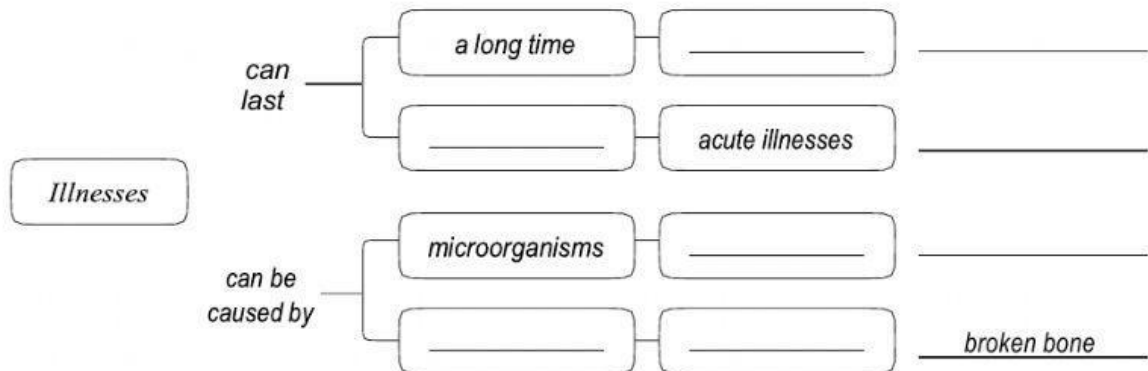 a long time
can
last
acute illnesses
Illnesses
microorganisms
can be
caused by
broken bone